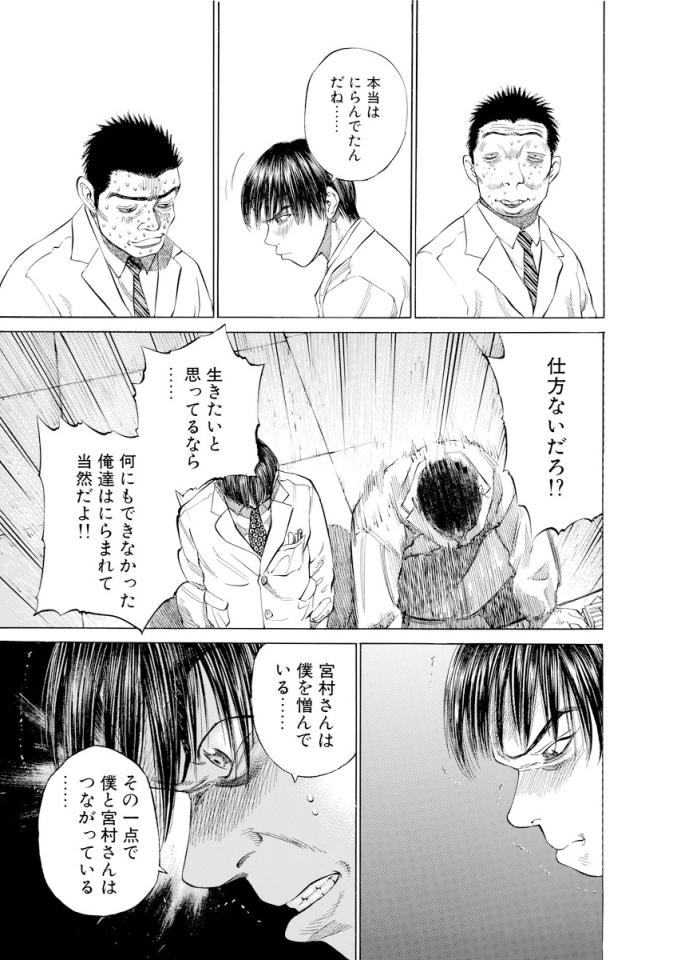 本当は
にらんでたん
だね……
仕方ないだろ!?
生きたいと
思ってるなら
……
何にもできなかった
俺達はにらまれて
当然だよ!!
宮村さんは
僕を憎んで
いる……
その一点で
僕と宮村さんは
つながっている
……